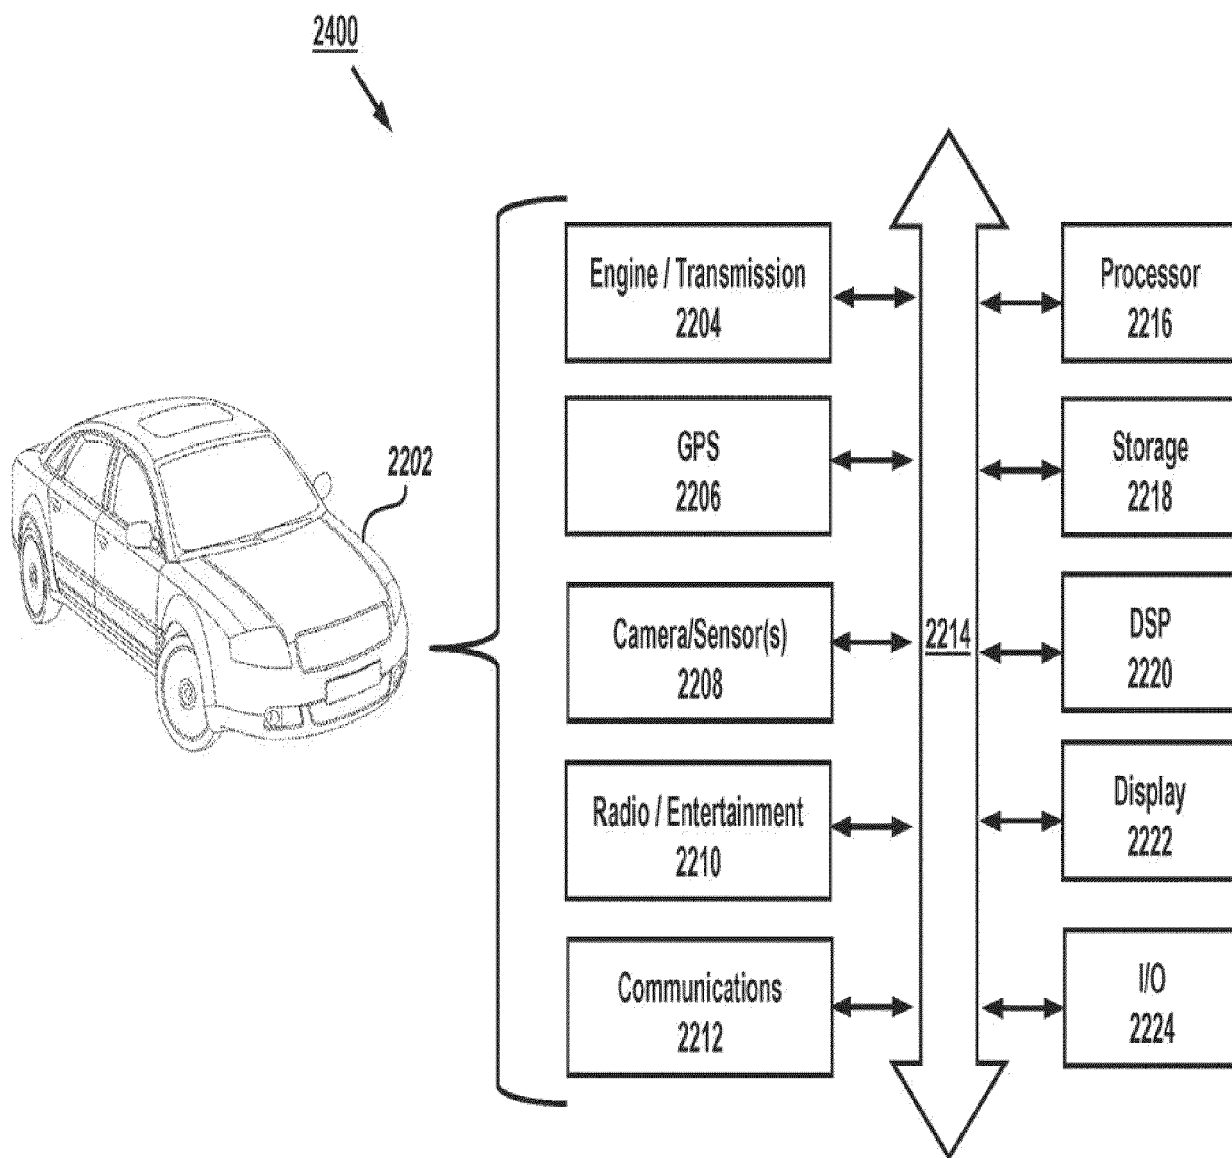 2400
2202
Engine / Transmission
2204
GPS
2206
Camera/Sensor(s)
2208
Radio / Entertainment
2210
Communications
2212
2214
Processor
2216
Storage
2218
DSP
2220
Display
2222
I/O
2224